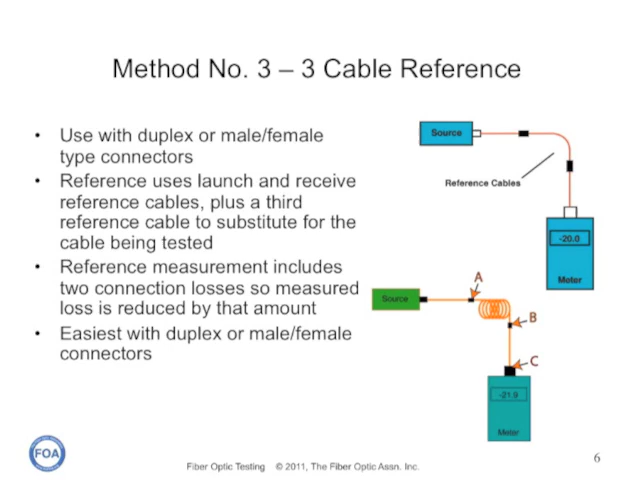 Method No. 3 – 3 Cable Reference
• Use with duplex or male/female
type connectors
• Reference uses launch and receive
reference cables, plus a third
reference cable to substitute for the
cable being tested
• Reference measurement includes
two connection losses so measured
loss is reduced by that amount
• Easiest with duplex or male/female
connectors
Source
Reference Cables
-20.0
Meter
A
Source
B
C
-21.9
Meter
FOA
Fiber Optic Testing © 2011, The Fiber Optic Assn. Inc.
6